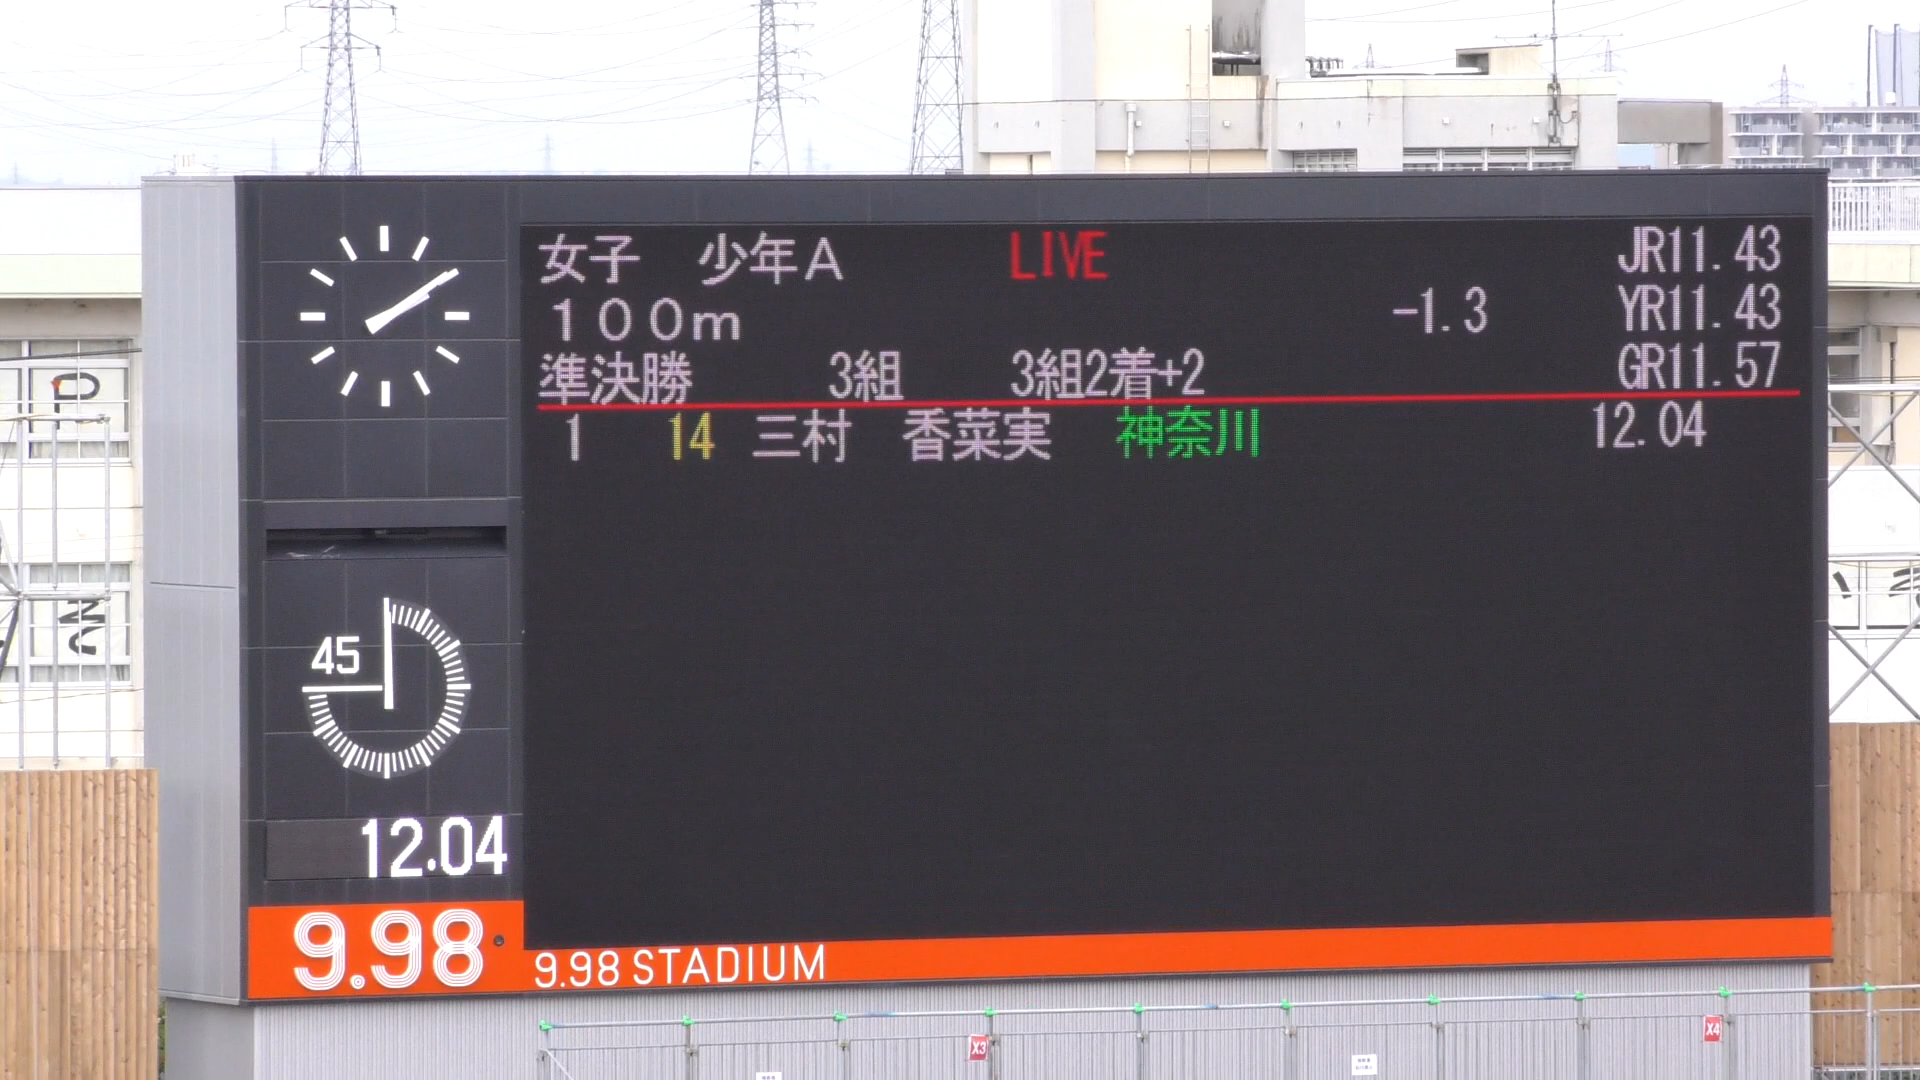 女子 少年A LIVE JR11.43
100m -1.3 YR11.43
準決勝 3組 3組2着+2 GR11.57
1 14 三村 香菜実 神奈川 12.04
45
12.04
9.98
9.98 STADIUM
X3
X4